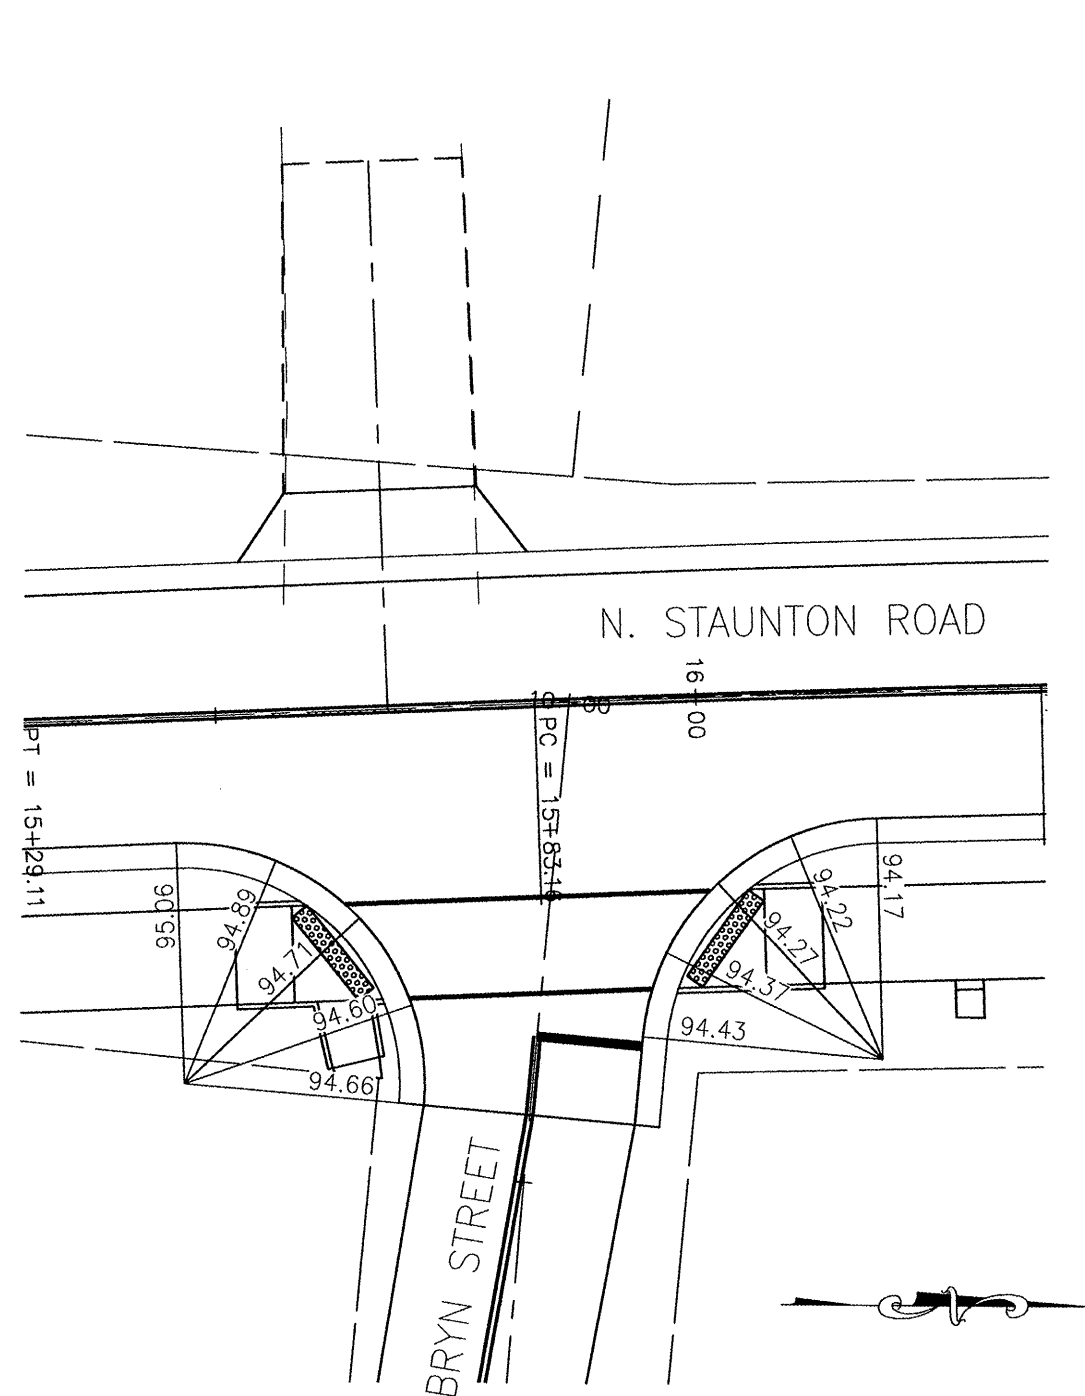 N. STAUNTON ROAD
16+00
PC = 15+83.16
PT = 15+29.11
95.06
94.89
94.71
94.60
94.66
94.17
94.22
94.27
94.37
94.43
BRYN STREET